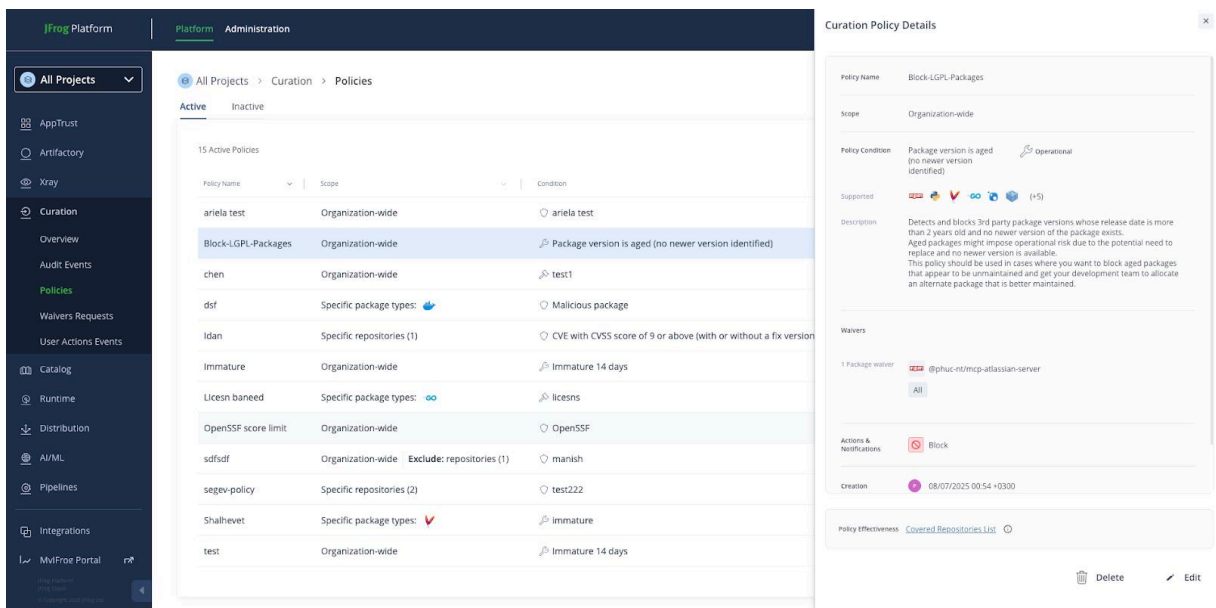 JFrog Platform
Platform Administration
All Projects
AppTrust
Artifactory
Xray
Curation
Overview
Audit Events
Policies
Waivers Requests
User Actions Events
Catalog
Runtime
Distribution
AI/ML
Pipelines
Integrations
MyJFrog Portal
All Projects > Curation > Policies
Active Inactive
15 Active Policies
Policy Name Scope Condition
ariela test Organization-wide ariela test
Block-LGPL-Packages Organization-wide Package version is aged (no newer version identified)
chen Organization-wide test1
dsf Specific package types: Malicious package
Idan Specific repositories (1) CVE with CVSS score of 9 or above (with or without a fix version
Immature Organization-wide Immature 14 days
Licesn baneed Specific package types: GO licesns
OpenSSF score limit Organization-wide OpenSSF
sdfsdf Organization-wide Exclude: repositories (1) manish
segev-policy Specific repositories (2) test222
Shalhevet Specific package types: immature
test Organization-wide Immature 14 days
Curation Policy Details
Policy Name Block-LGPL-Packages
Scope Organization-wide
Policy Condition Package version is aged Operational
(no newer version
identified)
Supported npm GO (+5)
Description Detects and blocks 3rd party package versions whose release date is more
than 2 years old and no newer version of the package exists.
Aged packages might impose operational risk due to the potential need to
replace and no newer version is available.
This policy should be used in cases where you want to block aged packages
that appear to be unmaintained and get your development team to allocate
an alternate package that is better maintained.
Waivers
1 Package waiver npm @phuc-nt/mcp-atlassian-server
All
Actions &
Notifications Block
Creation 08/07/2025 00:54 +0300
Policy Effectiveness Covered Repositories List
Delete Edit